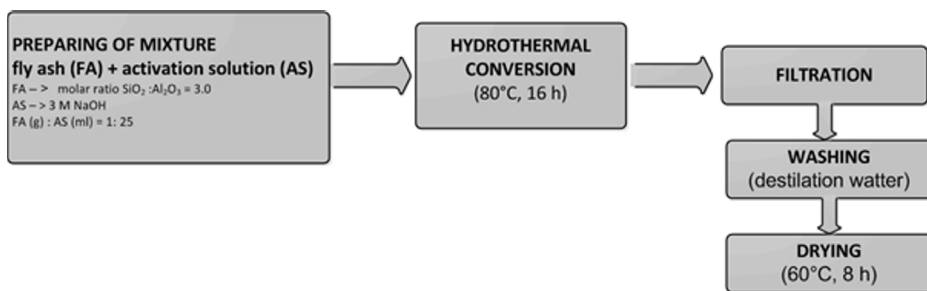 PREPARING OF MIXTURE
fly ash (FA) + activation solution (AS)
FA – > molar ratio SiO₂ :Al₂O₃ = 3.0
AS – > 3 M NaOH
FA (g) : AS (ml) = 1: 25
HYDROTHERMAL
CONVERSION
(80°C, 16 h)
FILTRATION
WASHING
(destilation watter)
DRYING
(60°C, 8 h)